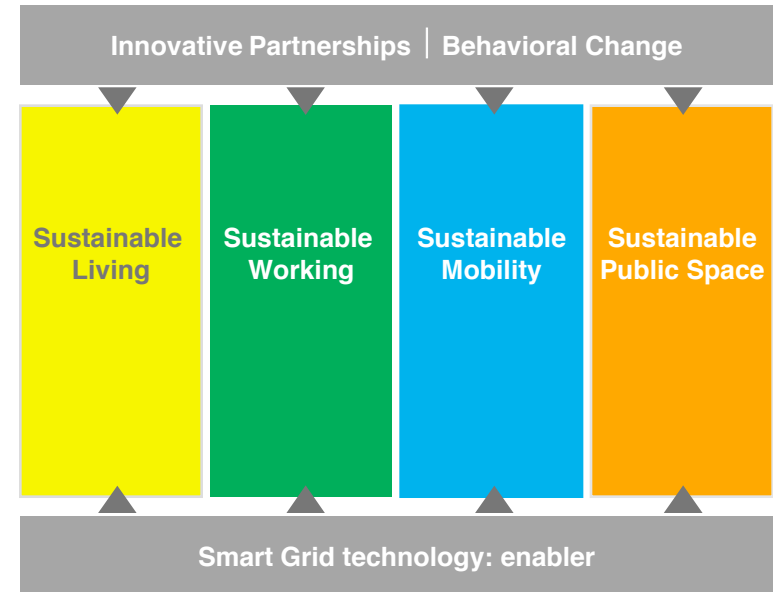 Innovative Partnerships | Behavioral Change
Sustainable
Living
Sustainable
Working
Sustainable
Mobility
Sustainable
Public Space
Smart Grid technology: enabler